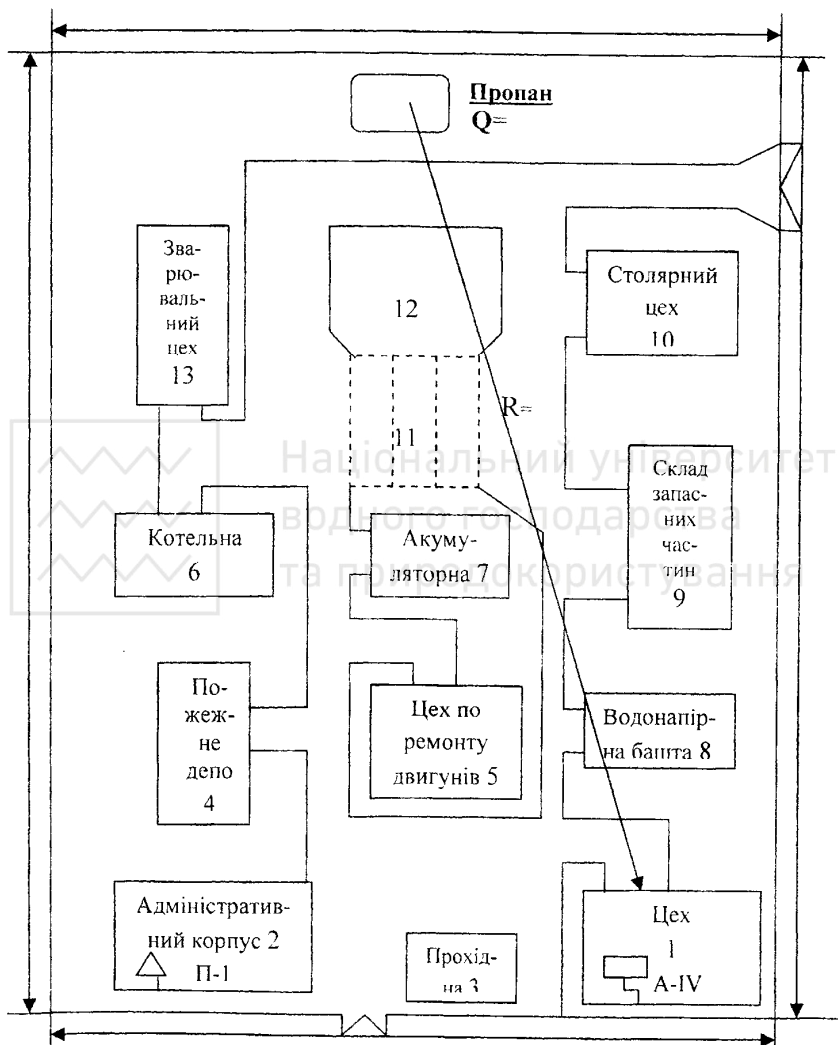 Пропан
Q=
Зва-
рю-
валь-
ний
цех
13
12
Столярний
цех
10
R=
11
Національний університет
водного господарства
та природокористування
Склад
запас-
них
час-
тин
9
Котельна
6
Акуму-
ляторна 7
По-
жеж-
не
депо
4
Цех по
ремонту
двигунів 5
Водонапір-
на башта 8
Адміністратив-
ний корпус 2
П-1
Прохід-
на 3
Цех
1
А-IV